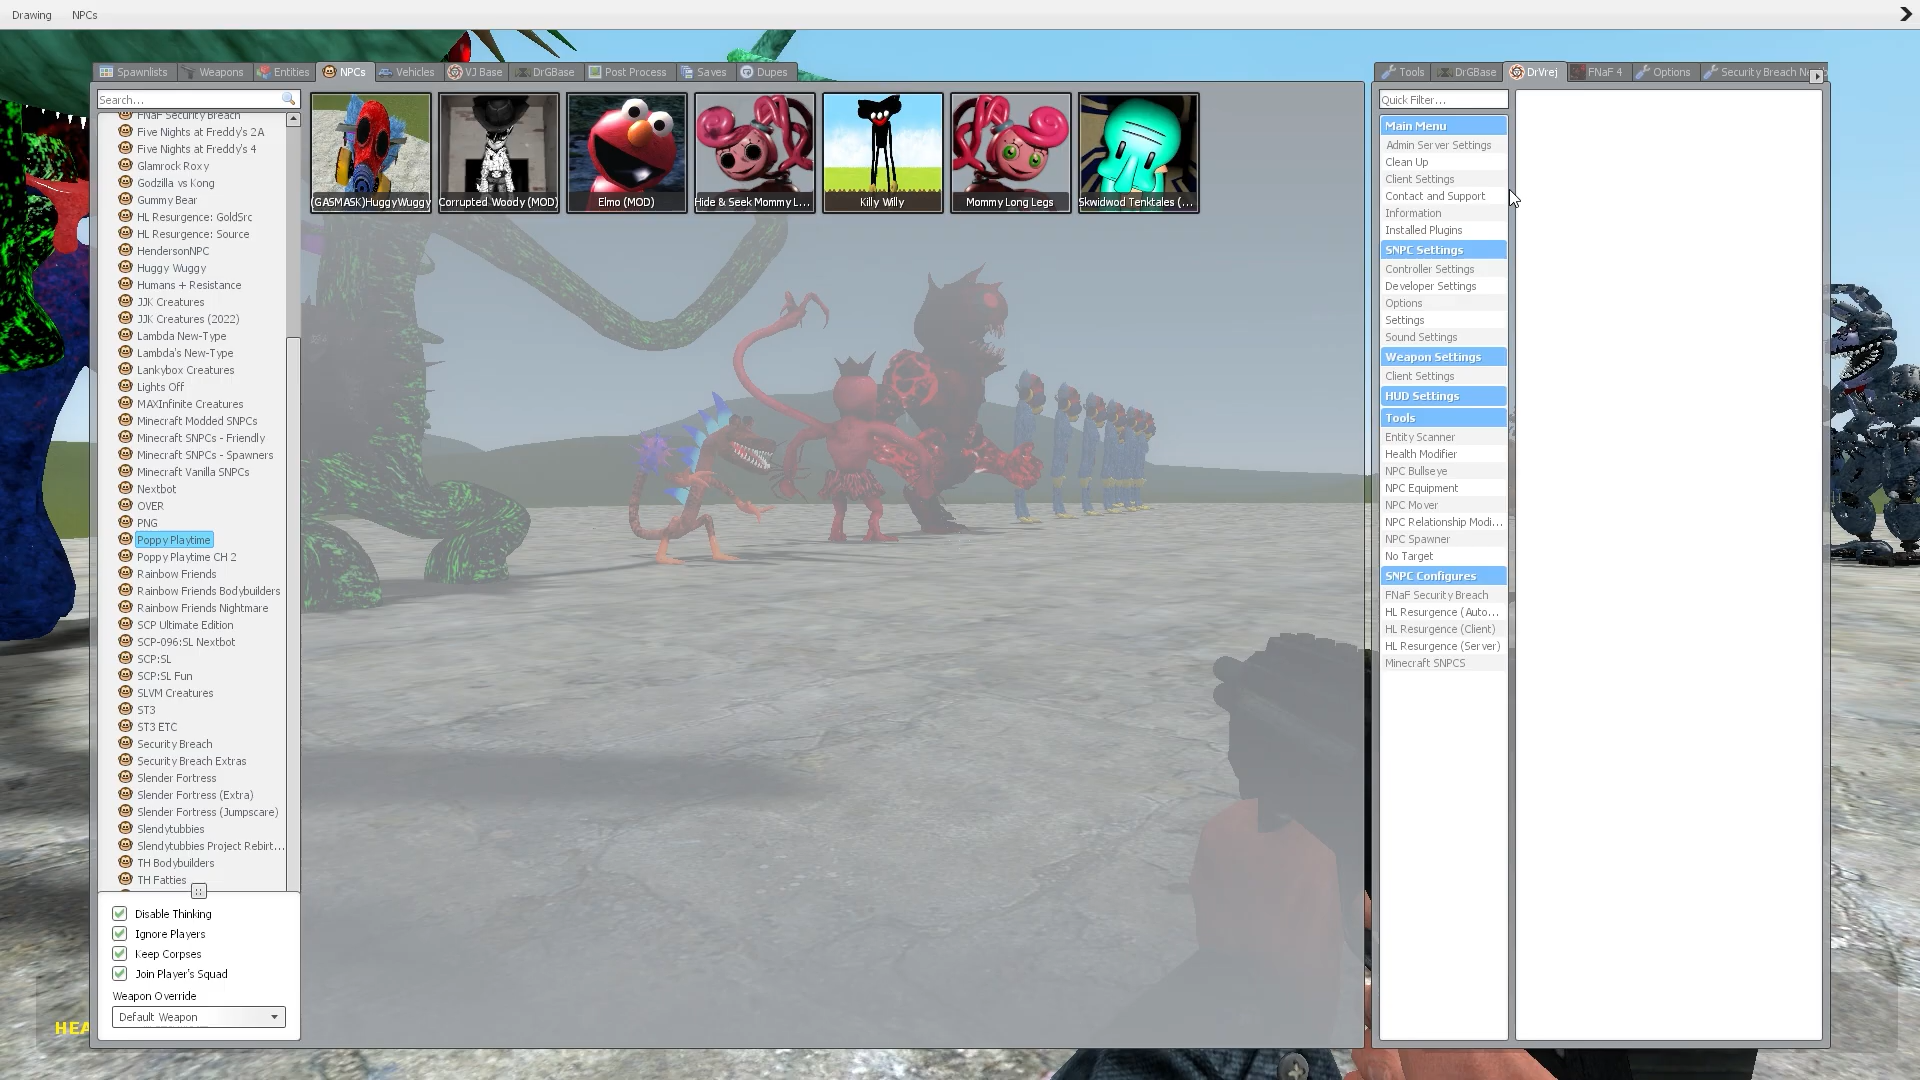 Drawing NPCs
Spawnlists Weapons Entities NPCs Vehicles VJ Base DrGBase Post Process Saves Dupes
Search...
FNaF Security Breach
Five Nights at Freddy's 2A
Five Nights at Freddy's 4
Glamrock Roxy
Godzilla vs Kong
Gummy Bear
HL Resurgence: GoldSrc
HL Resurgence: Source
HendersonNPC
Huggy Wuggy
Humans + Resistance
JJK Creatures
JJK Creatures (2022)
Lambda New-Type
Lambda's New-Type
Lankybox Creatures
Lights Off
MAXInfinite Creatures
Minecraft Modded SNPCs
Minecraft SNPCs - Friendly
Minecraft SNPCs - Spawners
Minecraft Vanilla SNPCs
Nextbot
OVER
PNG
Poppy Playtime
Poppy Playtime CH 2
Rainbow Friends
Rainbow Friends Bodybuilders
Rainbow Friends Nightmare
SCP Ultimate Edition
SCP-096:SL Nextbot
SCP:SL
SCP:SL Fun
SLVM Creatures
ST3
ST3 ETC
Security Breach
Security Breach Extras
Slender Fortress
Slender Fortress (Extra)
Slender Fortress (Jumpscare)
Slendytubbies
Slendytubbies Project Rebirt...
TH Bodybuilders
TH Fatties
Disable Thinking
Ignore Players
Keep Corpses
Join Player's Squad
Weapon Override
Default Weapon
HEA
(GASMASK)HuggyWuggy
Corrupted Woody (MOD)
Elmo (MOD)
Hide & Seek Mommy L...
Killy Willy
Mommy Long Legs
Skwidwod Tenktales (...
Tools DrGBase DrVrej FNaF 4 Options Security Breach
Quick Filter...
Main Menu
Admin Server Settings
Clean Up
Client Settings
Contact and Support
Information
Installed Plugins
SNPC Settings
Controller Settings
Developer Settings
Options
Settings
Sound Settings
Weapon Settings
Client Settings
HUD Settings
Tools
Entity Scanner
Health Modifier
NPC Bullseye
NPC Equipment
NPC Mover
NPC Relationship Modi...
NPC Spawner
No Target
SNPC Configures
FNaF Security Breach
HL Resurgence (Auto...
HL Resurgence (Client)
HL Resurgence (Server)
Minecraft SNPCS